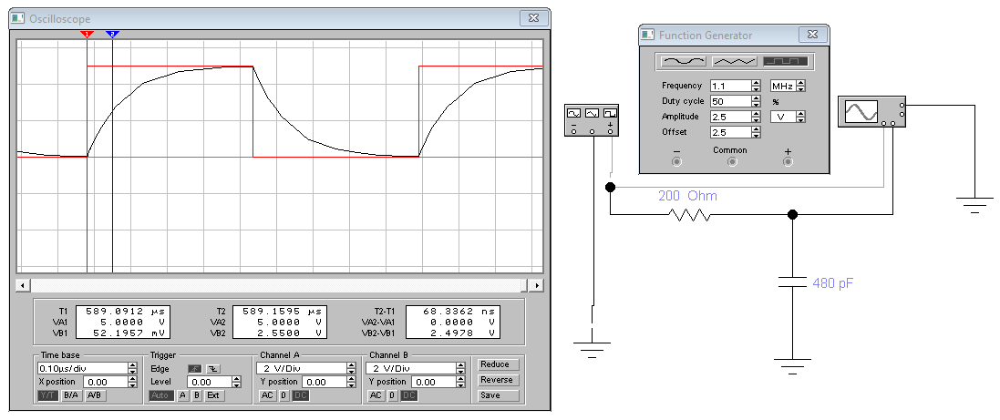 Oscilloscope
1 2
T1 589.0912 µs T2 589.1595 µs T2-T1 68.3362 ns
VA1 5.0000 V VA2 5.0000 V VA2-VA1 0.0000 V
VB1 52.1957 mV VB2 2.5500 V VB2-VB1 2.4978 V
Time base Trigger Channel A Channel B Reduce
0.10µs/div Edge 2 V/Div 2 V/Div Reverse
X position 0.00 Level 0.00 Y position 0.00 Y position 0.00
Y/T B/A A/B Auto A B Ext AC 0 DC AC 0 DC Save
Function Generator
Frequency 1.1 MHz
Duty cycle 50 %
Amplitude 2.5 V
Offset 2.5
− Common +
− +
200 Ohm
480 pF